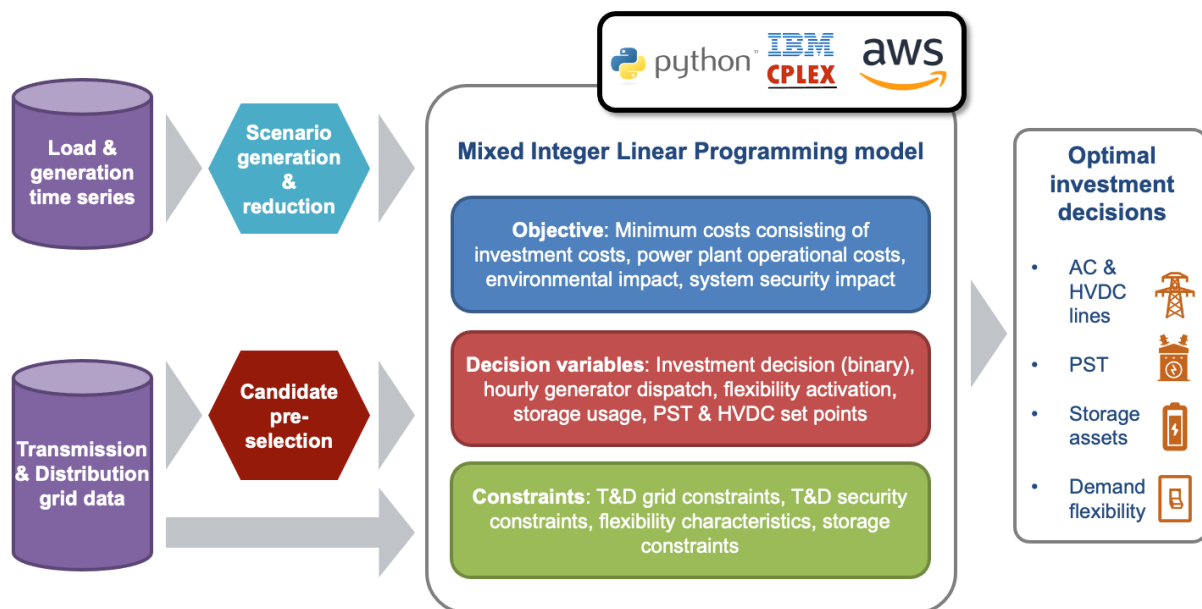 python™
IBM
CPLEX
aws
Load &
generation
time series
Scenario
generation
&
reduction
Mixed Integer Linear Programming model
Objective: Minimum costs consisting of
investment costs, power plant operational costs,
environmental impact, system security impact
Transmission
& Distribution
grid data
Candidate
pre-
selection
Decision variables: Investment decision (binary),
hourly generator dispatch, flexibility activation,
storage usage, PST & HVDC set points
Constraints: T&D grid constraints, T&D security
constraints, flexibility characteristics, storage
constraints
Optimal
investment
decisions
• AC &
HVDC
lines
• PST
• Storage
assets
• Demand
flexibility